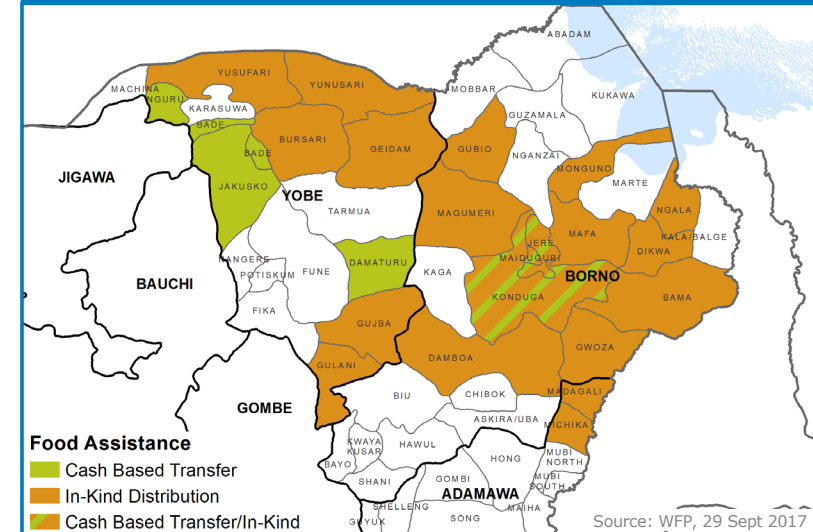 ABADAM
YUSUFARI
YUNUSARI
MACHINA
MOBBAR
KUKAWA
NGURU
KARASUWA
GUZAMALA
BADE
BURSARI
GEIDAM
GUBIO
BADE
NGANZAI
MONGUNO
JIGAWA
MARTE
JAKUSKO
YOBE
TARMUA
MAGUMERI
NGALA
MAFA
KALA/BALGE
JERE
DIKWA
NANGERE
DAMATURU
MAIDUGURI
POTISKUM
FUNE
KAGA
BORNO
BAUCHI
KONDUGA
BAMA
FIKA
GUJBA
GWOZA
DAMBOA
GULANI
BIU
CHIBOK
MADAGALI
GOMBE
ASKIRA/UBA
MICHIKA
Food Assistance
KWAYA
KUSAR
HAWUL
HONG
MUBI
NORTH
BAYO
Cash Based Transfer
SHANI
GOMBI
MUBI
SOUTH
In-Kind Distribution
ADAMAWA
SHELLENG
MAIHA
Cash Based Transfer/In-Kind
GUYUK
SONG
Source: WFP, 29 Sept 2017